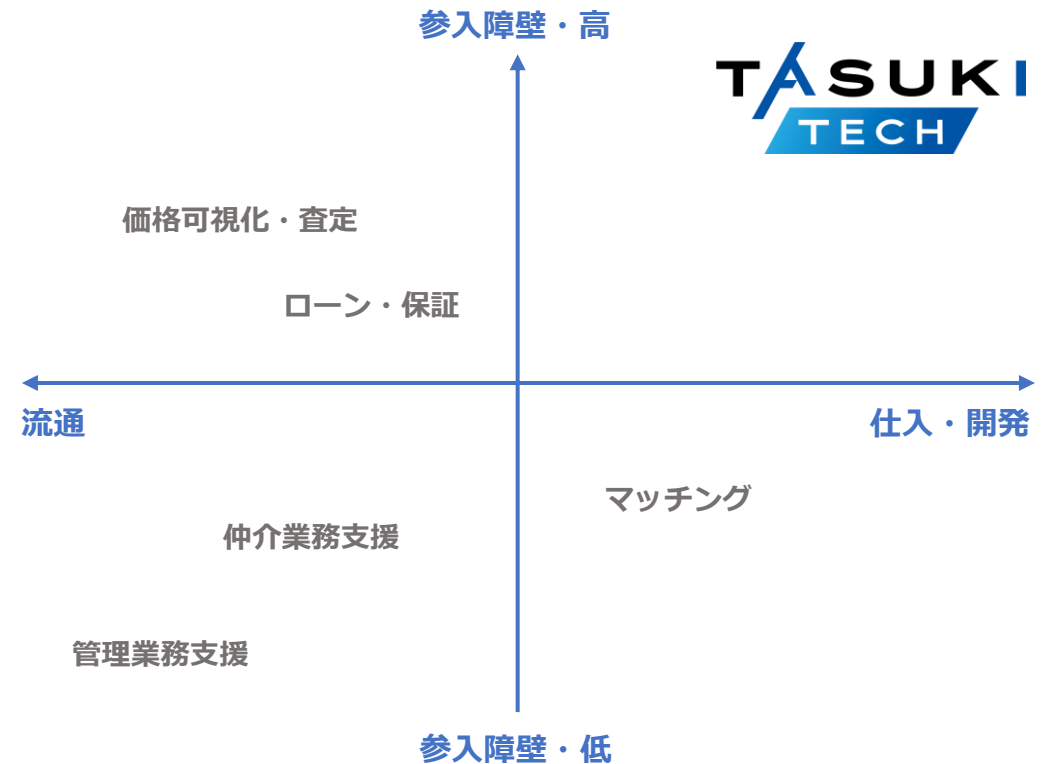 参入障壁・高
TASUKI
TECH
価格可視化・査定
ローン・保証
流通
仕入・開発
マッチング
仲介業務支援
管理業務支援
参入障壁・低